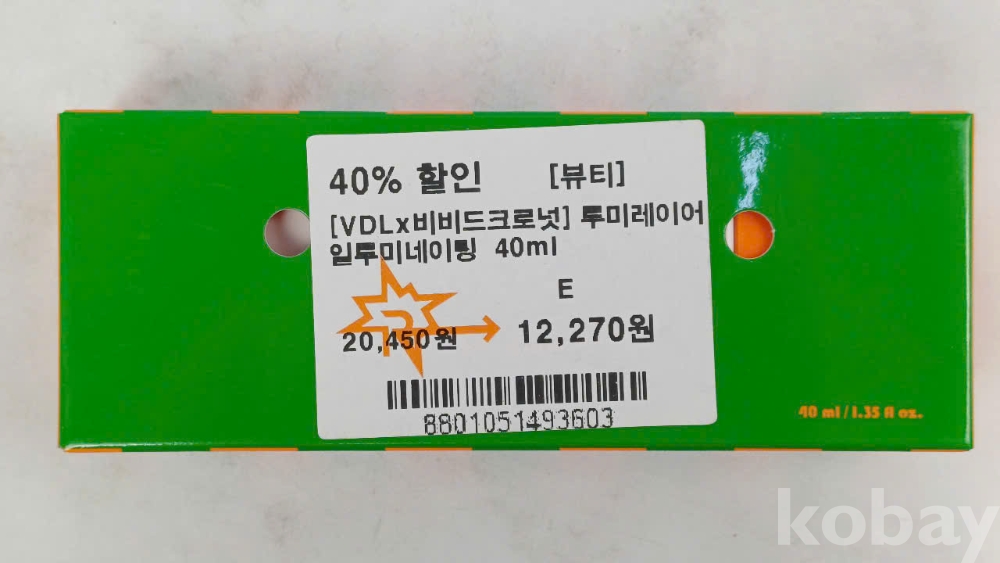 40% 할인 [뷰티]
[VDLx비비드크로넛] 투미레이어
일루미네이팅 40ml
E
20,450원 12,270원
8801051493603
40 ml / 1.35 fl oz.
kobay